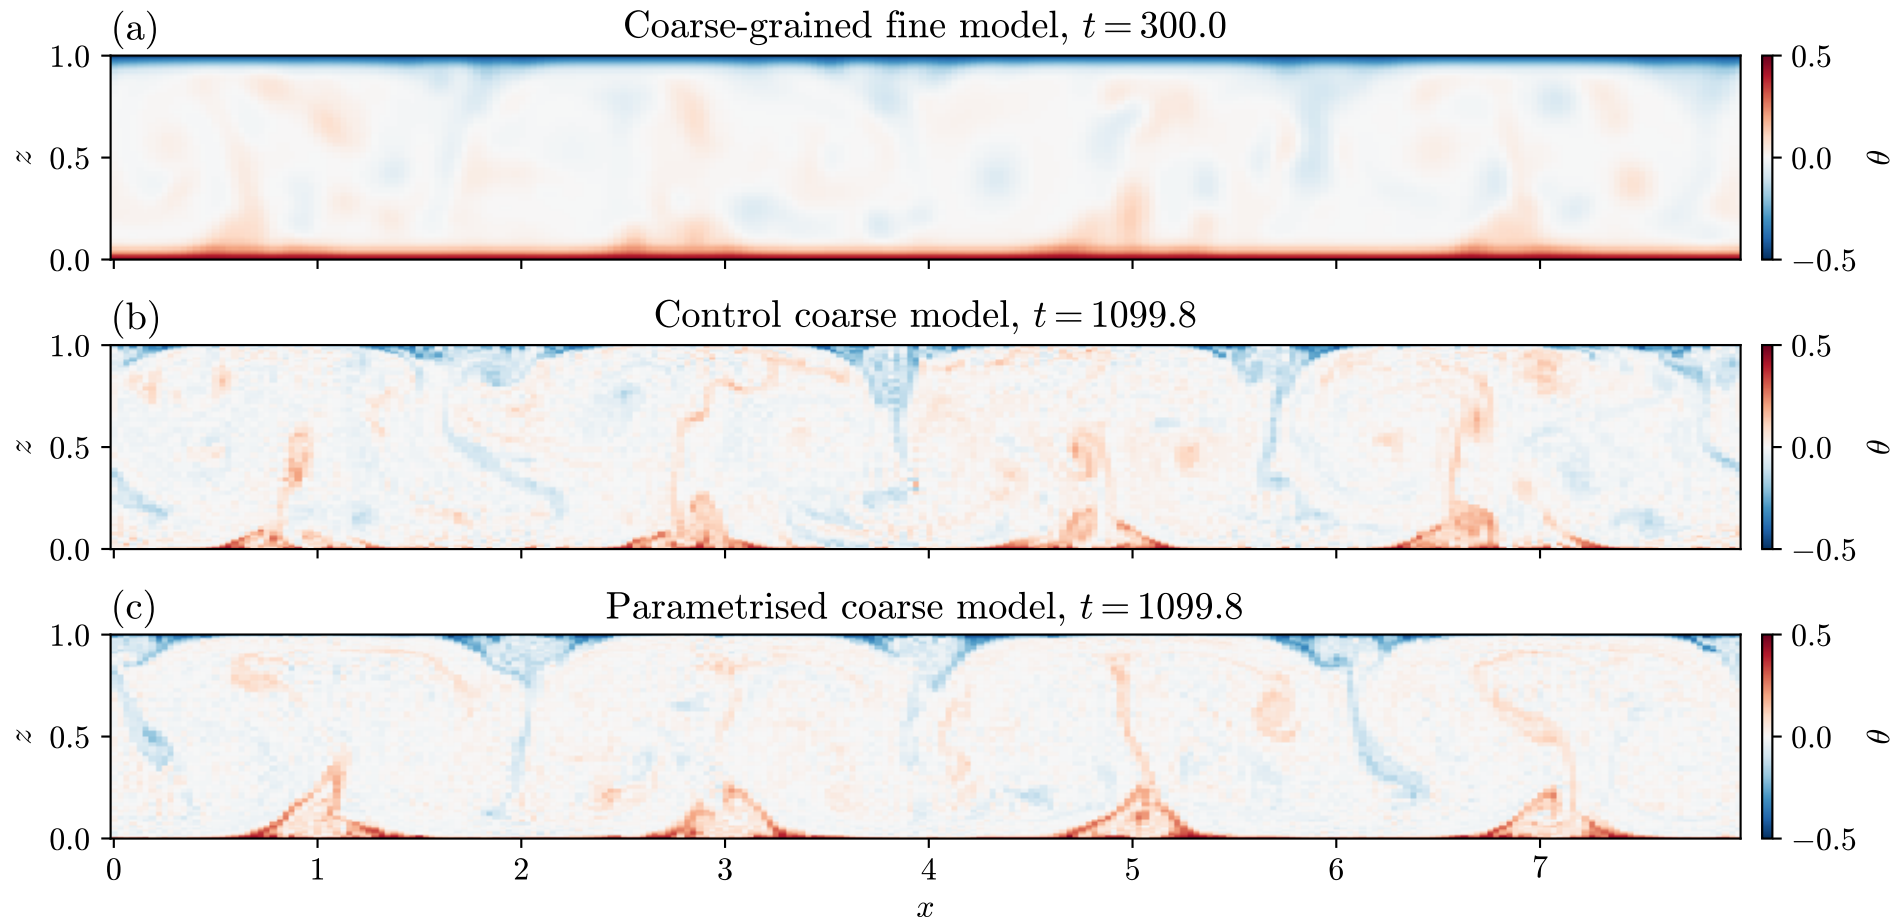 (a)
Coarse-grained fine model, t = 300.0
1.0
0.5
0.0
z
0.5
0.0
−0.5
θ
(b)
Control coarse model, t = 1099.8
1.0
0.5
0.0
z
0.5
0.0
−0.5
θ
(c)
Parametrised coarse model, t = 1099.8
1.0
0.5
0.0
z
0.5
0.0
−0.5
θ
0 1 2 3 4 5 6 7
x